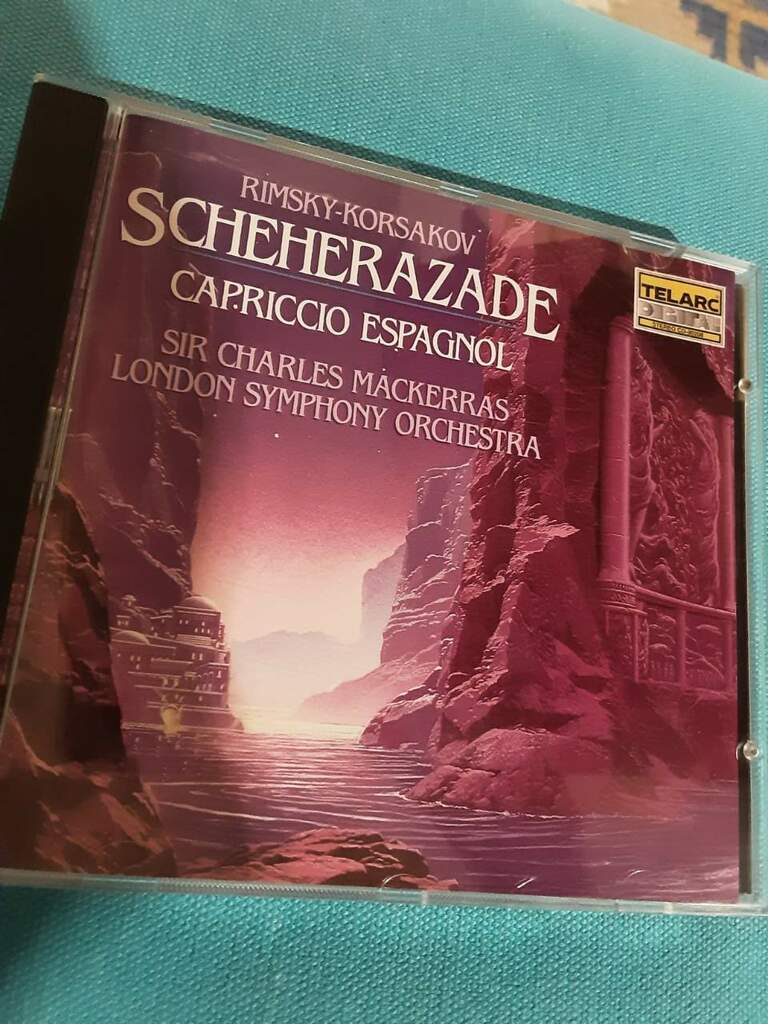 RIMSKY-KORSAKOV
SCHEHERAZADE
CAPRICCIO ESPAGNOL
SIR CHARLES MACKERRAS
LONDON SYMPHONY ORCHESTRA
TELARC
DIGITAL